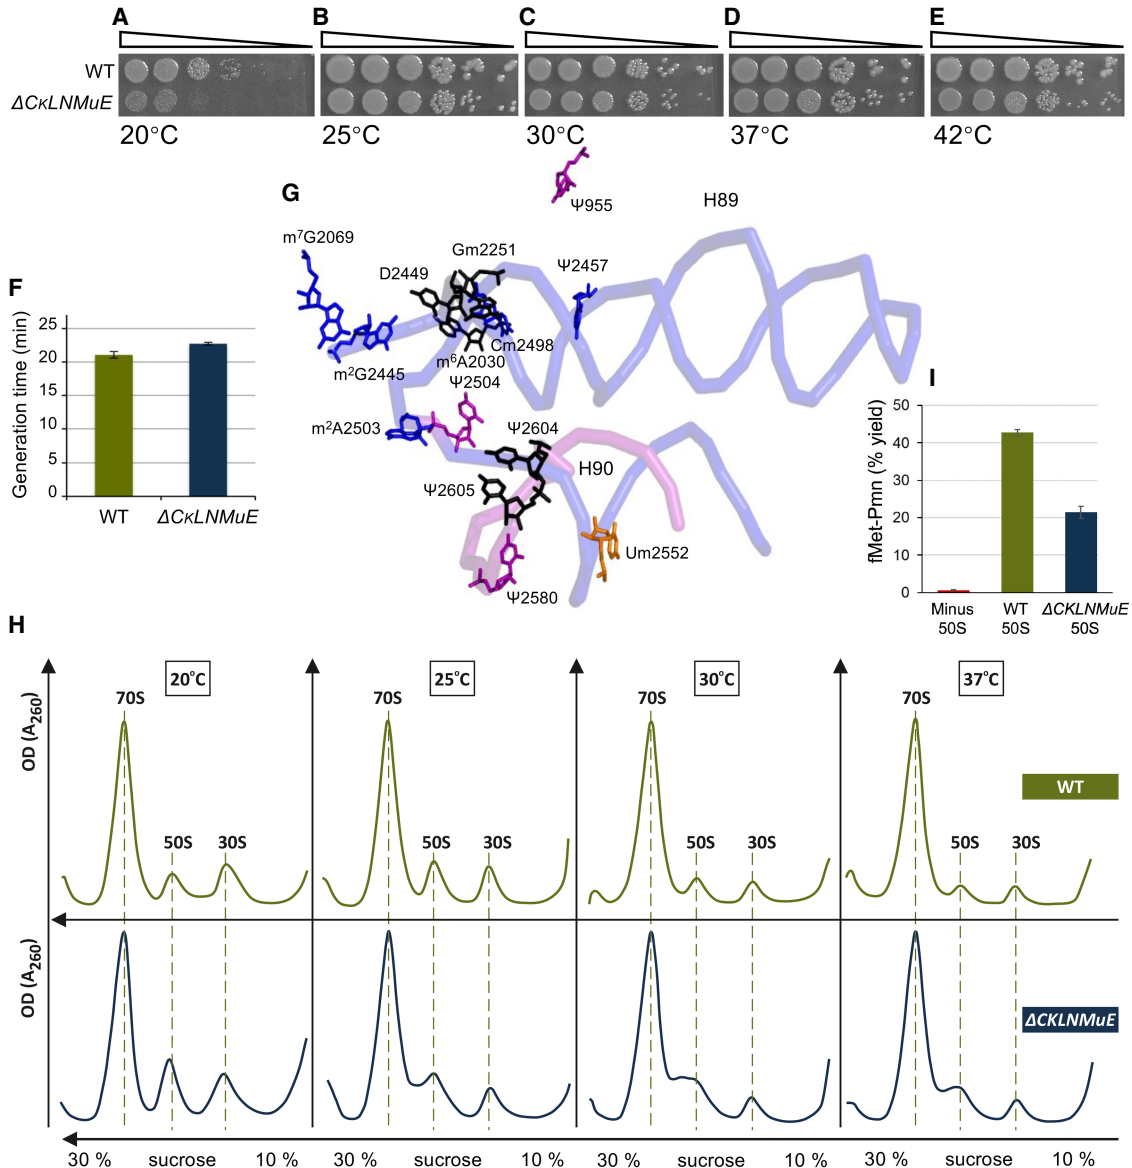 A
B
C
D
E
WT
ΔCKLNMuE
20°C
25°C
30°C
37°C
42°C
G
Ψ955
H89
m⁷G2069
Gm2251
D2449
Ψ2457
Cm2498
m⁶A2030
m²G2445
Ψ2504
m²A2503
Ψ2604
H90
Ψ2605
Um2552
Ψ2580
F
Generation time (min)
25
20
15
10
5
0
WT
ΔCKLNMuE
I
fMet-Pmn (% yield)
50
40
30
20
10
0
Minus 50S
WT 50S
ΔCKLNMuE 50S
H
20°C
25°C
30°C
37°C
OD (A₂₆₀)
70S
50S
30S
70S
50S
30S
70S
50S
30S
70S
50S
30S
WT
OD (A₂₆₀)
ΔCKLNMuE
30 % sucrose 10 %
30 % sucrose 10 %
30 % sucrose 10 %
30 % sucrose 10 %